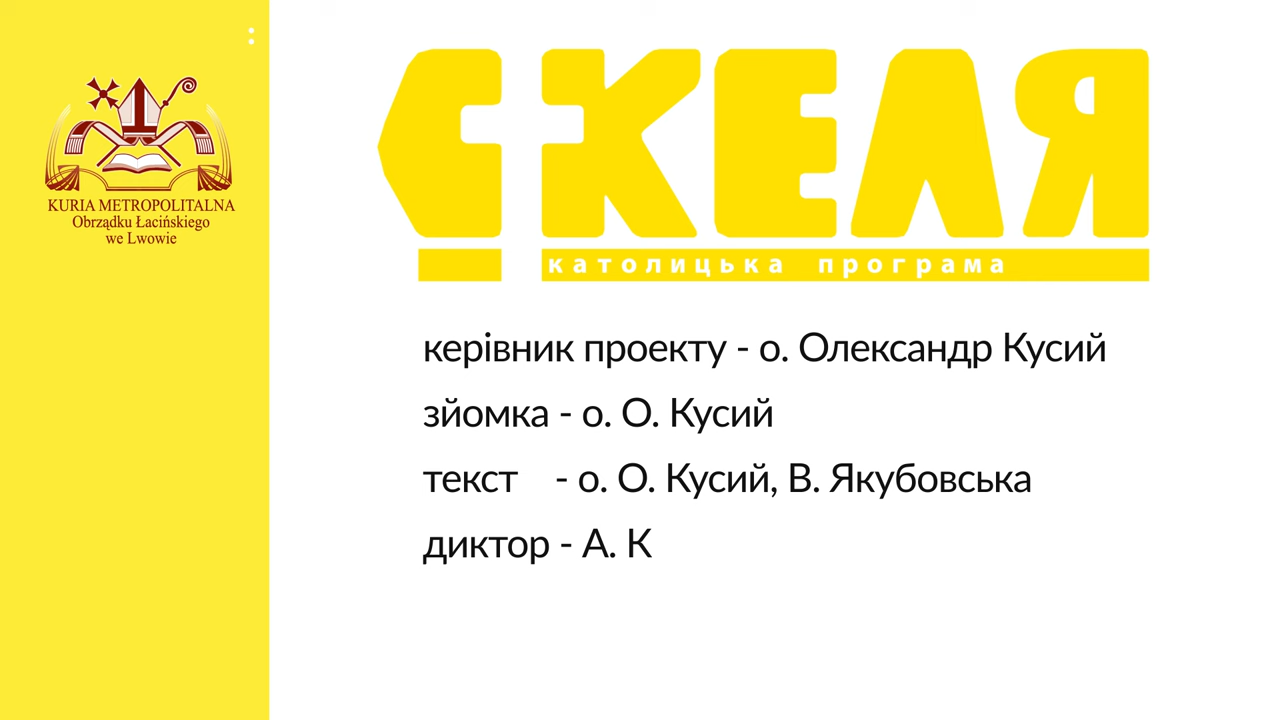 KURIA METROPOLITALNA
Obrządku Łacińskiego
we Lwowie
СКЕЛЯ
католицька програма
керівник проекту - о. Олександр Кусий
зйомка - о. О. Кусий
текст - о. О. Кусий, В. Якубовська
диктор - А. К